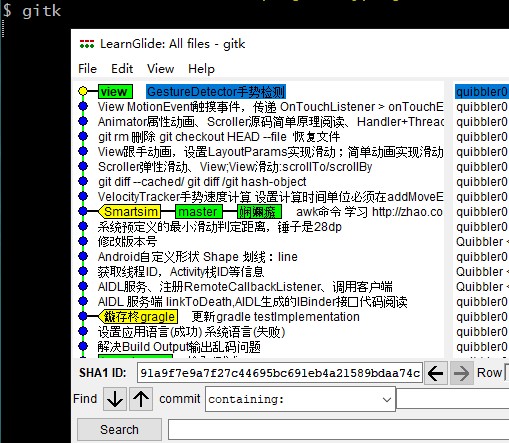 $ gitk
LearnGlide: All files - gitk
File Edit View Help
view GestureDetector手势检测 quibbler0
View MotionEvent触摸事件，传递 OnTouchListener > onTouchE quibbler0
Animator属性动画、Scroller源码简单原理阅读、Handler+Threac quibbler0
git rm 删除 git checkout HEAD --file '恢复文件 quibbler0
View跟手动画，设置LayoutParams实现滑动；简单动画实现滑动 quibbler0
Scroller弹性滑动、View;View滑动:scrollTo/scrollBy quibbler0
git diff --cached/ git diff /git hash-object quibbler0
VelocityTracker手势速度计算 设置计算时间单位必须在addMoveE quibbler0
Smartsim master awk命令 学习 http://zhao.co quibbler0
系统预定义的最小滑动判定距离，锤子是28dp quibbler0
修改版本号 Quibbler <
Android自定义形状 Shape 划线：line quibbler0
获取线程ID，Activity栈ID等信息 quibbler0
AIDL服务、注册RemoteCallbackListener、调用客户端 Quibbler <
AIDL 服务端 linkToDeath,AIDL生成的IBinder接口代码阅读 Quibbler <
存柊gragle 更新gradle testImplementation quibbler0
设置应用语言(成功) 系统语言(失败) quibbler0
解决Build Output输出乱码问题 quibbler0
SHA1 ID: 91a9f7e9a7f27c44695bc691eb4a21589bdaa74c Row
Find commit containing:
Search